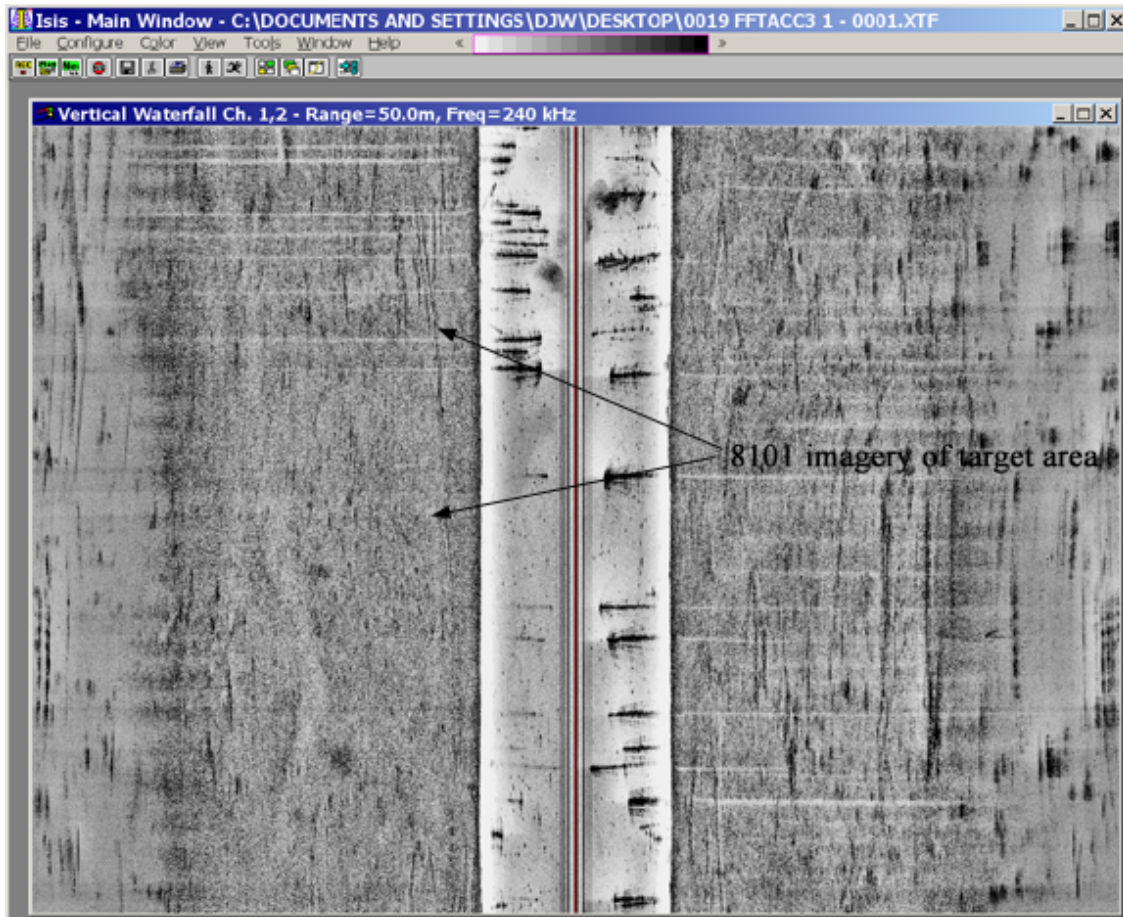 Isis - Main Window - C:\DOCUMENTS AND SETTINGS\DJW\DESKTOP\0019 FFTACC3 1 - 0001.XTF
File Configure Color View Tools Window Help « »
Vertical Waterfall Ch. 1,2 - Range=50.0m, Freq=240 kHz
8101 imagery of target area